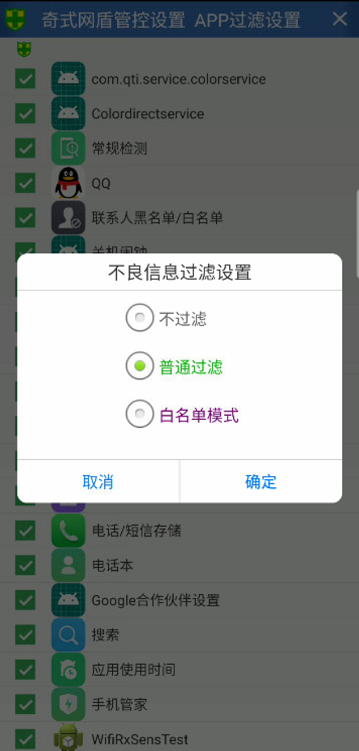 奇式网盾管控设置 APP过滤设置
com.qti.service.colorservice
Colordirectservice
常规检测
QQ
联系人黑名单/白名单
关机闹钟
不良信息过滤设置
不过滤
普通过滤
白名单模式
取消 确定
电话/短信存储
电话本
Google合作伙伴设置
搜索
应用使用时间
手机管家
WifiRxSensTest